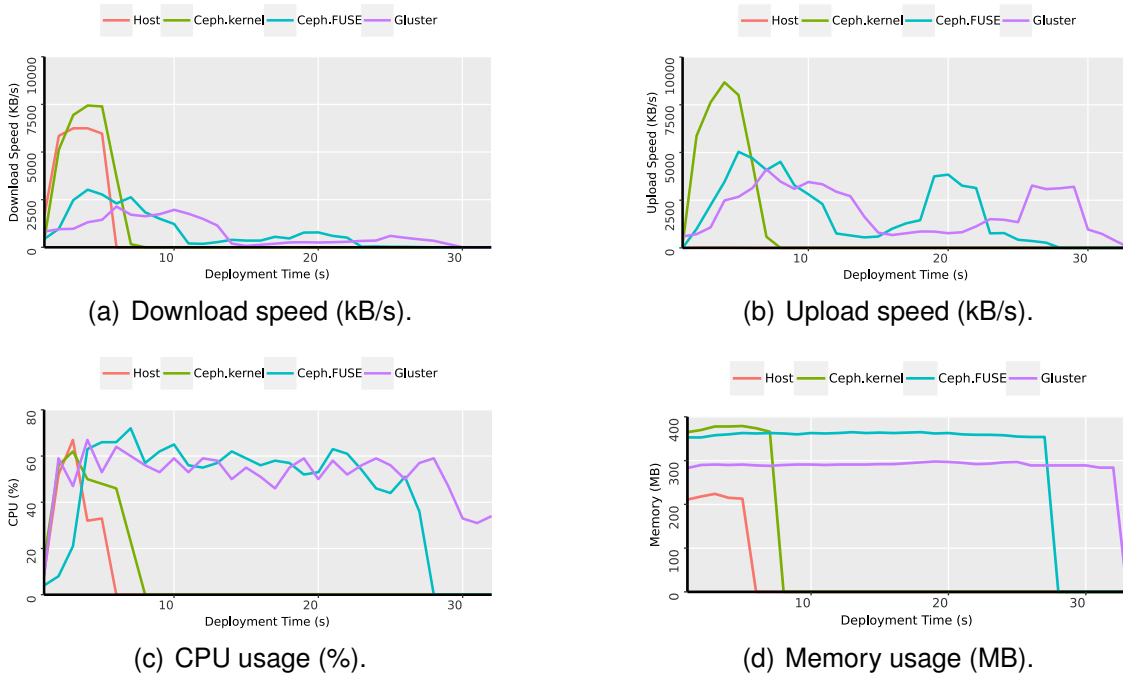 Host Ceph.kernel Ceph.FUSE Gluster
Download Speed (KB/s)
10000
7500
5000
2500
0
10 20 30
Deployment Time (s)
(a) Download speed (kB/s).
Host Ceph.kernel Ceph.FUSE Gluster
Upload Speed (KB/s)
10000
7500
5000
2500
0
10 20 30
Deployment Time (s)
(b) Upload speed (kB/s).
Host Ceph.kernel Ceph.FUSE Gluster
CPU (%)
80
60
40
20
0
10 20 30
Deployment Time (s)
(c) CPU usage (%).
Host Ceph.kernel Ceph.FUSE Gluster
Memory (MB)
400
300
200
100
0
10 20 30
Deployment Time (s)
(d) Memory usage (MB).